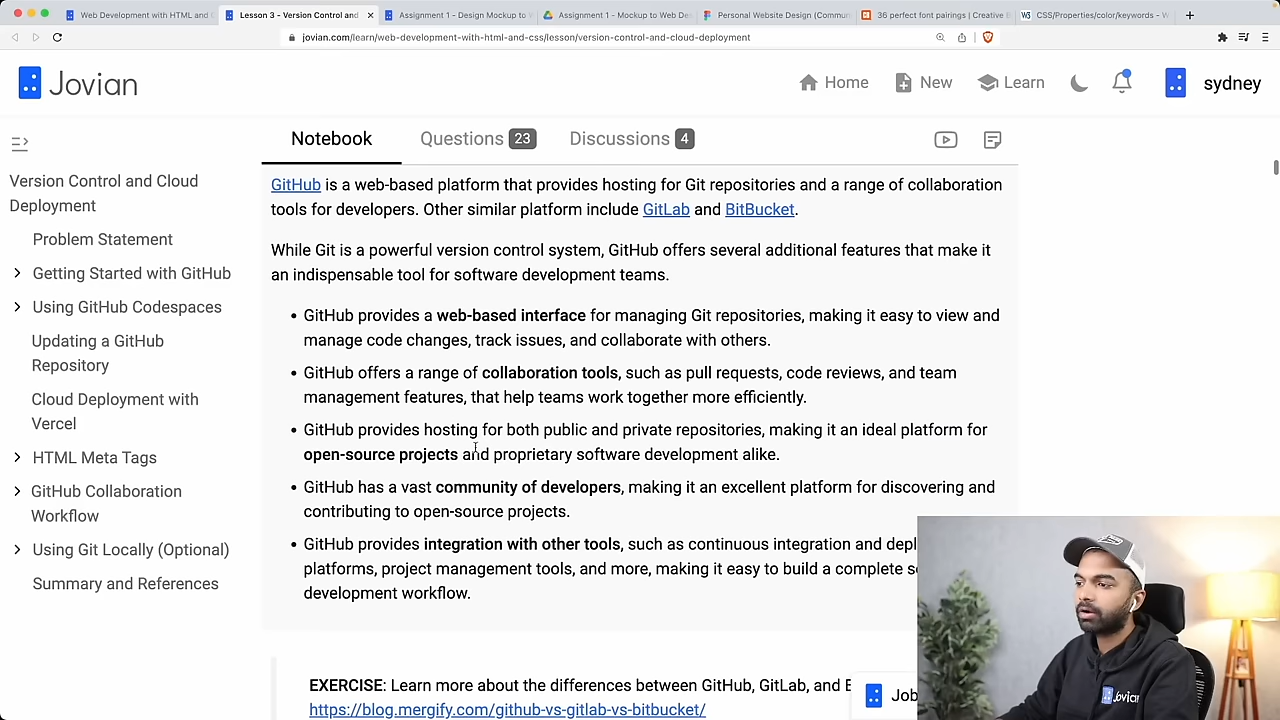 Web Development with HTML and
Lesson 3 - Version Control and
Assignment 1 - Design Mockup to
Assignment 1 - Mockup to Web De
Personal Website Design (Commu
36 perfect font pairings | Creative
CSS/Properties/color/keywords - W
jovian.com/learn/web-development-with-html-and-css/lesson/version-control-and-cloud-deployment
Jovian
Home
New
Learn
sydney
Notebook
Questions 23
Discussions 4
Version Control and Cloud
Deployment
Problem Statement
Getting Started with GitHub
Using GitHub Codespaces
Updating a GitHub
Repository
Cloud Deployment with
Vercel
HTML Meta Tags
GitHub Collaboration
Workflow
Using Git Locally (Optional)
Summary and References
GitHub is a web-based platform that provides hosting for Git repositories and a range of collaboration
tools for developers. Other similar platform include GitLab and BitBucket.
While Git is a powerful version control system, GitHub offers several additional features that make it
an indispensable tool for software development teams.
• GitHub provides a web-based interface for managing Git repositories, making it easy to view and
manage code changes, track issues, and collaborate with others.
• GitHub offers a range of collaboration tools, such as pull requests, code reviews, and team
management features, that help teams work together more efficiently.
• GitHub provides hosting for both public and private repositories, making it an ideal platform for
open-source projects and proprietary software development alike.
• GitHub has a vast community of developers, making it an excellent platform for discovering and
contributing to open-source projects.
• GitHub provides integration with other tools, such as continuous integration and depl
platforms, project management tools, and more, making it easy to build a complete s
development workflow.
EXERCISE: Learn more about the differences between GitHub, GitLab, and E
https://blog.mergify.com/github-vs-gitlab-vs-bitbucket/
Job
Jovian